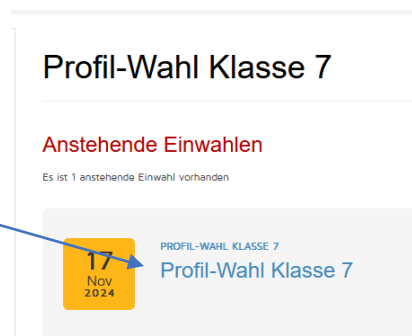 Profil-Wahl Klasse 7
Anstehende Einwahlen
Es ist 1 anstehende Einwahl vorhanden
17
Nov
2024
PROFIL-WAHL KLASSE 7
Profil-Wahl Klasse 7